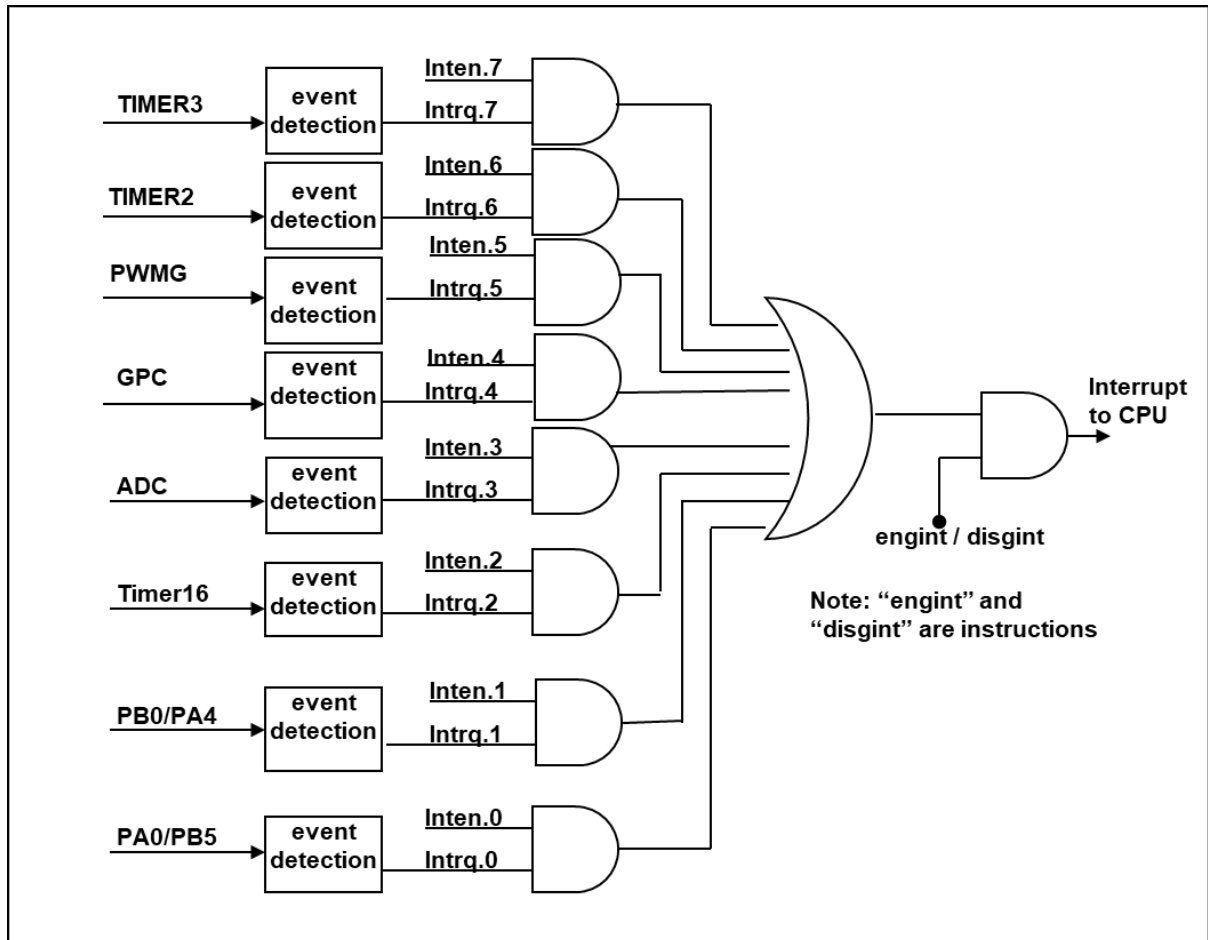 TIMER3
event
detection
Inten.7
Intrq.7
TIMER2
event
detection
Inten.6
Intrq.6
PWMG
event
detection
Inten.5
Intrq.5
GPC
event
detection
Inten.4
Intrq.4
ADC
event
detection
Inten.3
Intrq.3
Timer16
event
detection
Inten.2
Intrq.2
PB0/PA4
event
detection
Inten.1
Intrq.1
PA0/PB5
event
detection
Inten.0
Intrq.0
Interrupt
to CPU
engint / disgint
Note: “engint” and
“disgint” are instructions